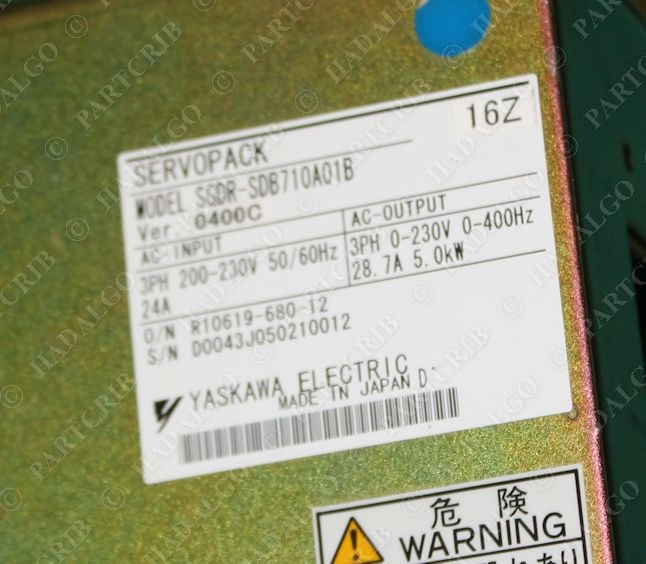 16Z
SERVOPACK
MODEL SGDR-SDB710A01B
Ver. 0400C
AC-INPUT
3PH 200-230V 50/60Hz
24A
AC-OUTPUT
3PH 0-230V 0-400Hz
28.7A 5.0kW
O/N R10619-680-12
S/N D0043J050210012
YASKAWA ELECTRIC
MADE IN JAPAN D-
危 険
WARNING
© PARTCRIB
© HADALGO